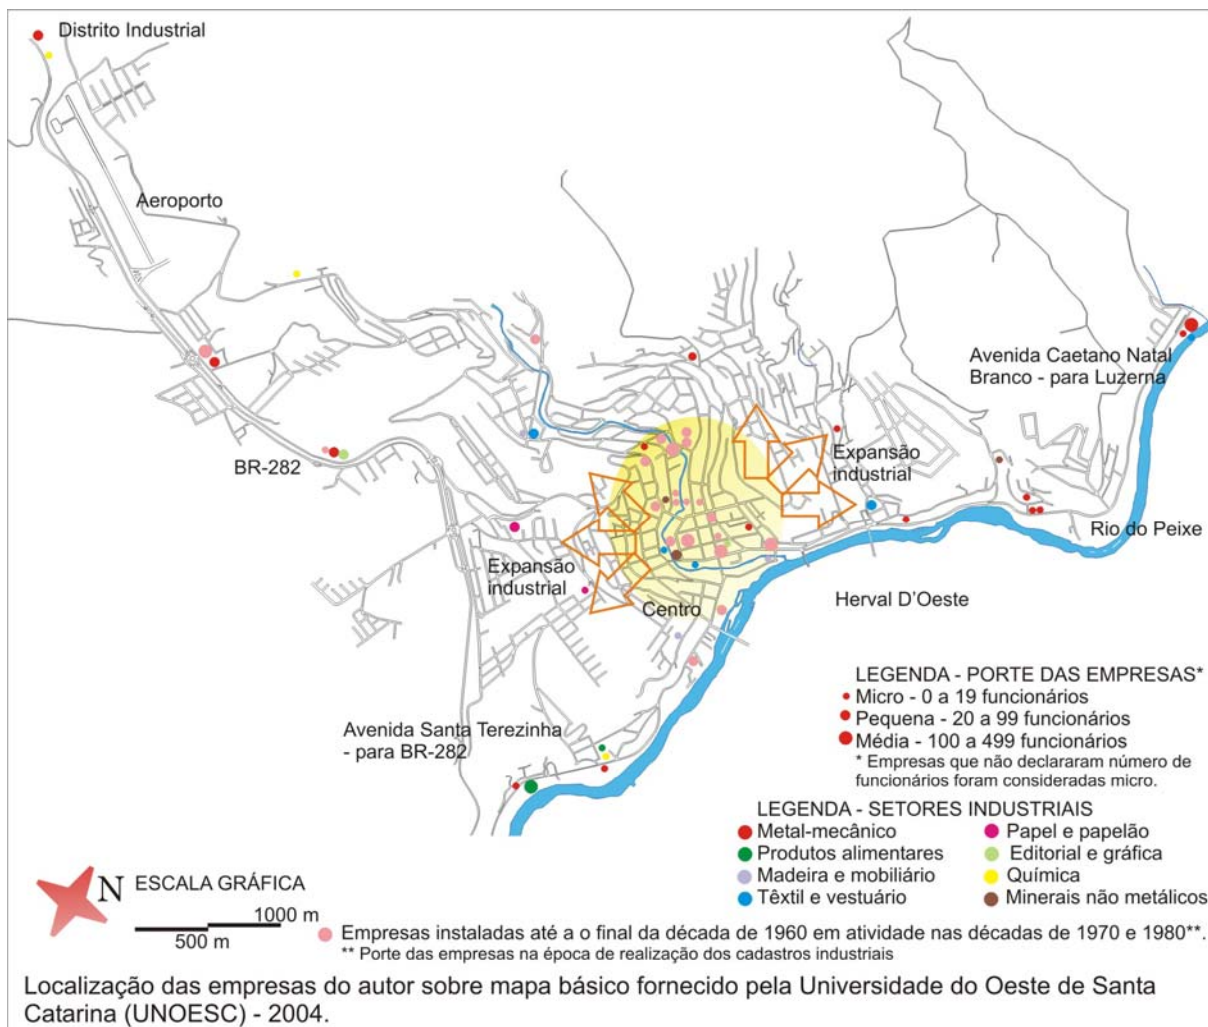 Distrito Industrial
Aeroporto
BR-282
Avenida Caetano Natal
Branco - para Luzerna
Expansão
industrial
Rio do Peixe
Expansão
industrial
Centro
Herval D'Oeste
Avenida Santa Terezinha
- para BR-282
LEGENDA - PORTE DAS EMPRESAS*
Micro - 0 a 19 funcionários
Pequena - 20 a 99 funcionários
Média - 100 a 499 funcionários
* Empresas que não declararam número de
funcionários foram consideradas micro.
LEGENDA - SETORES INDUSTRIAIS
Metal-mecânico
Produtos alimentares
Madeira e mobiliário
Têxtil e vestuário
Papel e papelão
Editorial e gráfica
Química
Minerais não metálicos
N
ESCALA GRÁFICA
1000 m
500 m
Empresas instaladas até a o final da década de 1960 em atividade nas décadas de 1970 e 1980**.
** Porte das empresas na época de realização dos cadastros industriais
Localização das empresas do autor sobre mapa básico fornecido pela Universidade do Oeste de Santa
Catarina (UNOESC) - 2004.